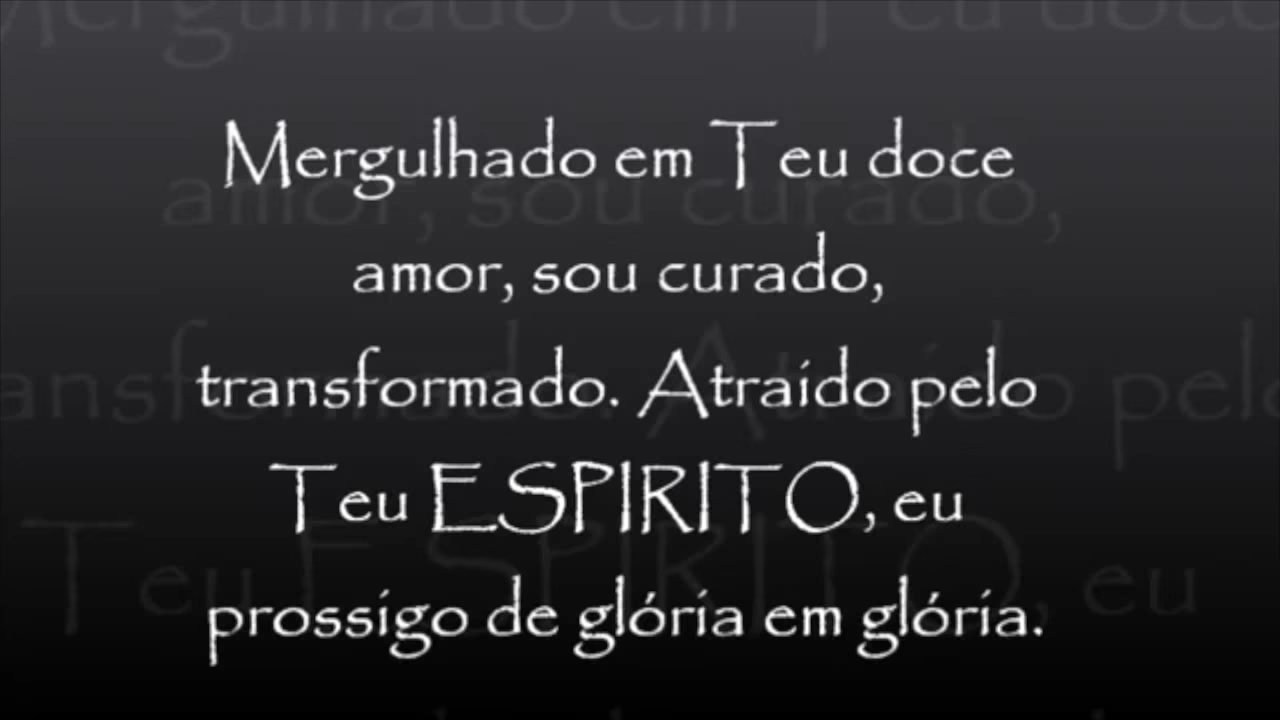 Mergulhado em Teu doce
amor, sou curado,
transformado. Atraído pelo
Teu ESPIRITO, eu
prossigo de glória em glória.